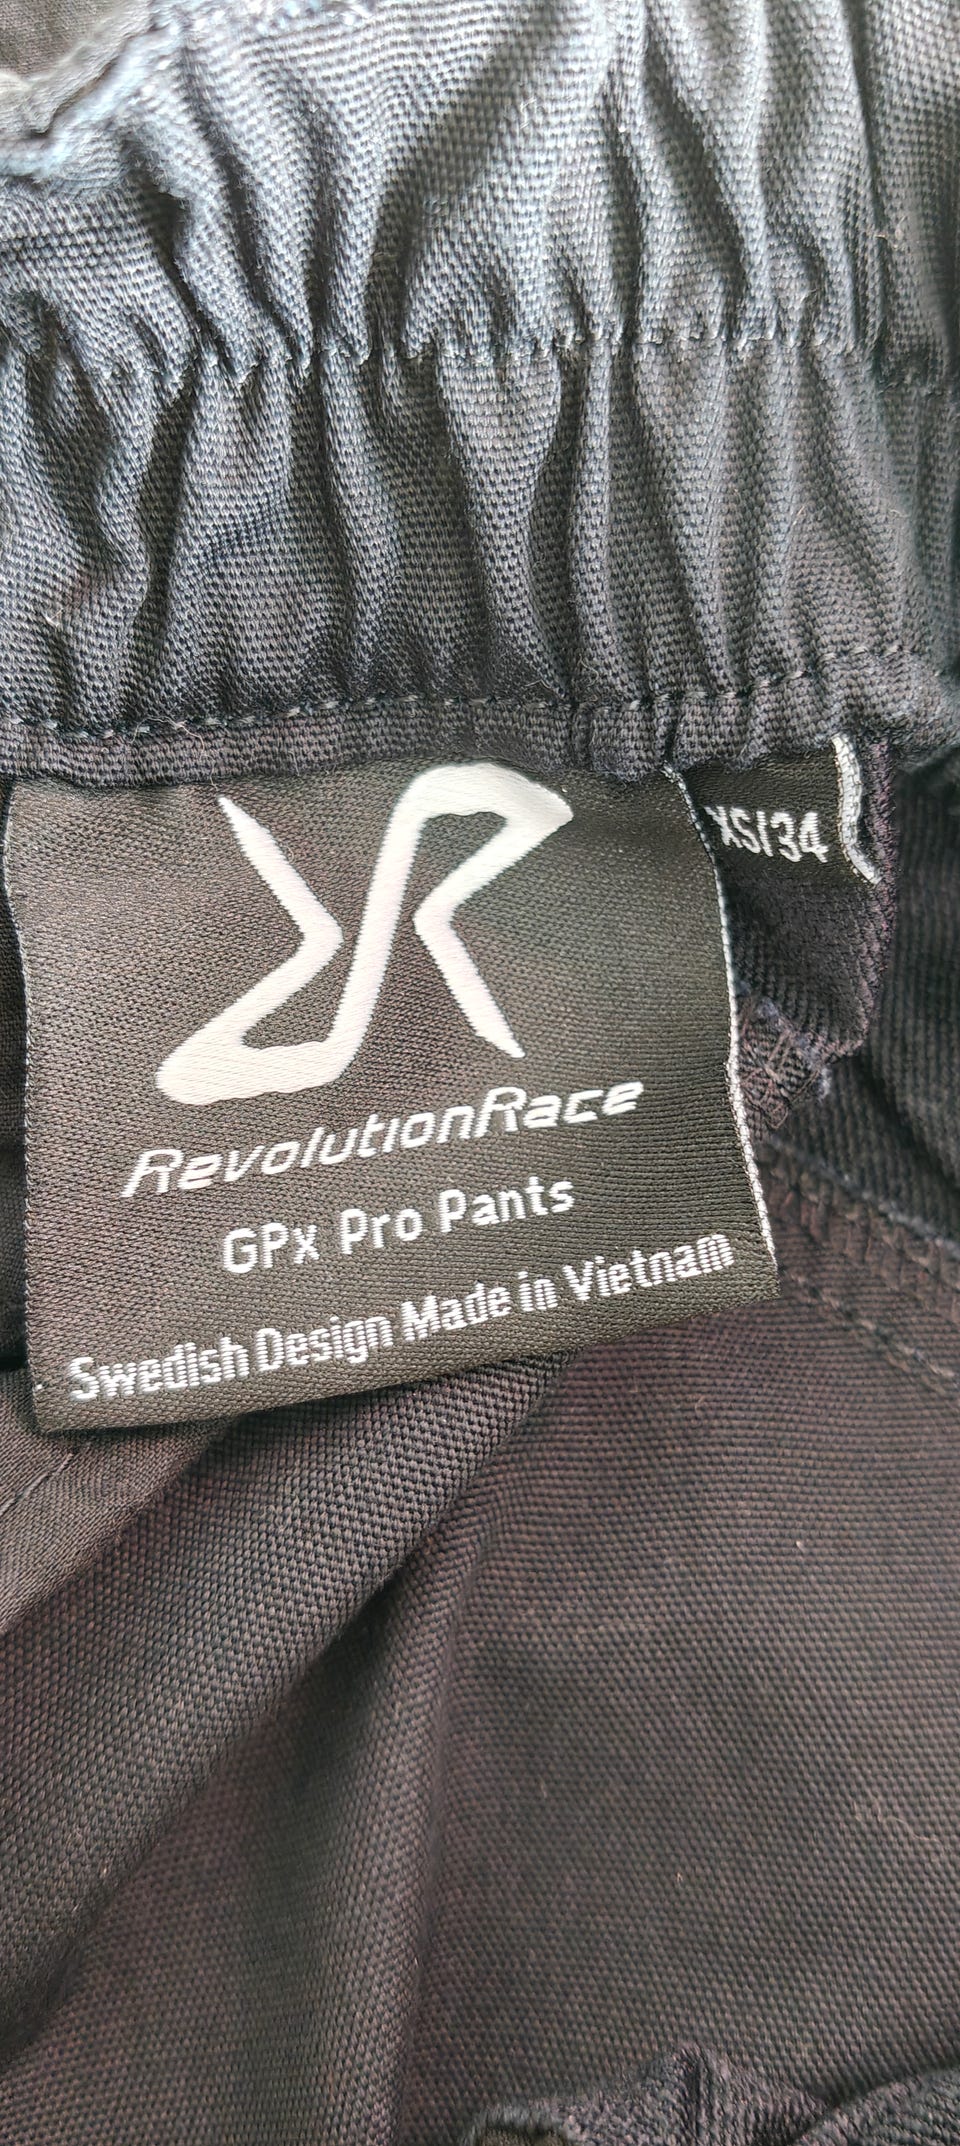 XS/34
RevolutionRace
GPx Pro Pants
Swedish Design Made in Vietnam